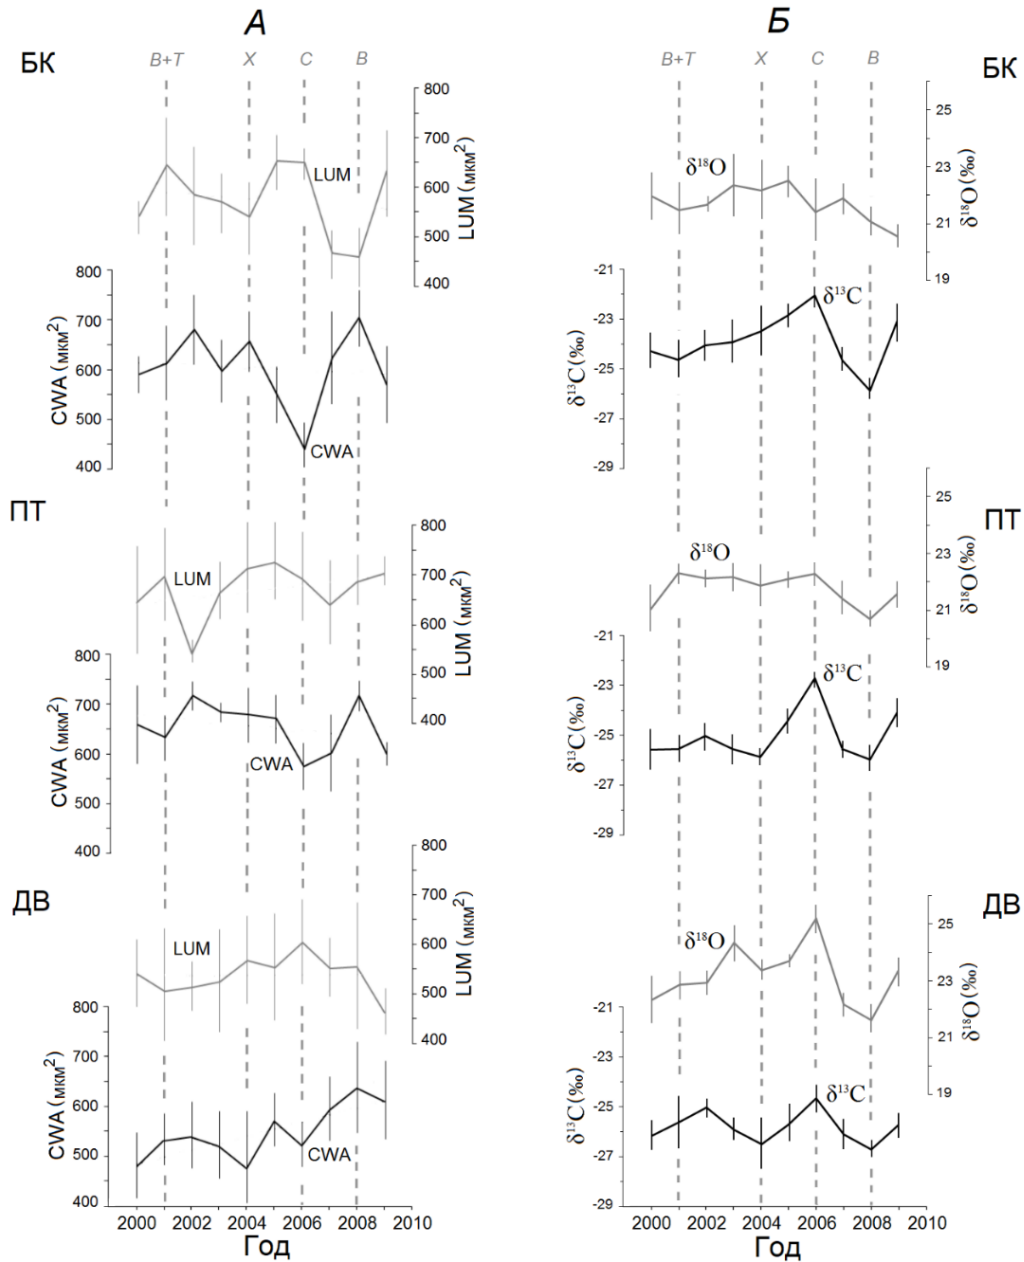 А
Б
БК
B+T
X
C
B
B+T
X
C
B
БК
800
700
600
500
400
LUM (мкм²)
LUM
800
700
600
500
400
CWA (мкм²)
CWA
25
23
21
19
δ¹⁸O (‰)
δ¹⁸O
-21
-23
-25
-27
-29
δ¹³C (‰)
δ¹³C
ПТ
ПТ
800
700
600
500
400
LUM (мкм²)
LUM
800
700
600
500
400
CWA (мкм²)
CWA
25
23
21
19
δ¹⁸O (‰)
δ¹⁸O
-21
-23
-25
-27
-29
δ¹³C (‰)
δ¹³C
ДВ
ДВ
800
700
600
500
400
LUM (мкм²)
LUM
800
700
600
500
400
CWA (мкм²)
CWA
25
23
21
19
δ¹⁸O (‰)
δ¹⁸O
-21
-23
-25
-27
-29
δ¹³C (‰)
δ¹³C
2000 2002 2004 2006 2008 2010
Год
2000 2002 2004 2006 2008 2010
Год